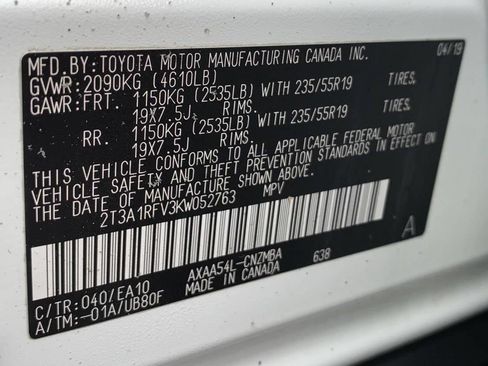 MFD.BY:TOYOTA MOTOR MANUFACTURING CANADA INC. 04/19
GVWR:2090KG (4610LB)
GAWR:FRT. 1150KG (2535LB) WITH 235/55R19 TIRES,
19X7.5J RIMS.
RR. 1150KG (2535LB) WITH 235/55R19 TIRES,
19X7.5J RIMS.
THIS VEHICLE CONFORMS TO ALL APPLICABLE FEDERAL MOTOR
VEHICLE SAFETY AND THEFT PREVENTION STANDARDS IN EFFECT ON
THE DATE OF MANUFACTURE SHOWN ABOVE.
2T3A1RFV3KW052763 MPV
A
AXAA54L-CNZMBA 638
C/TR:040/EA10 MADE IN CANADA
A/TM:-01A/UB80F